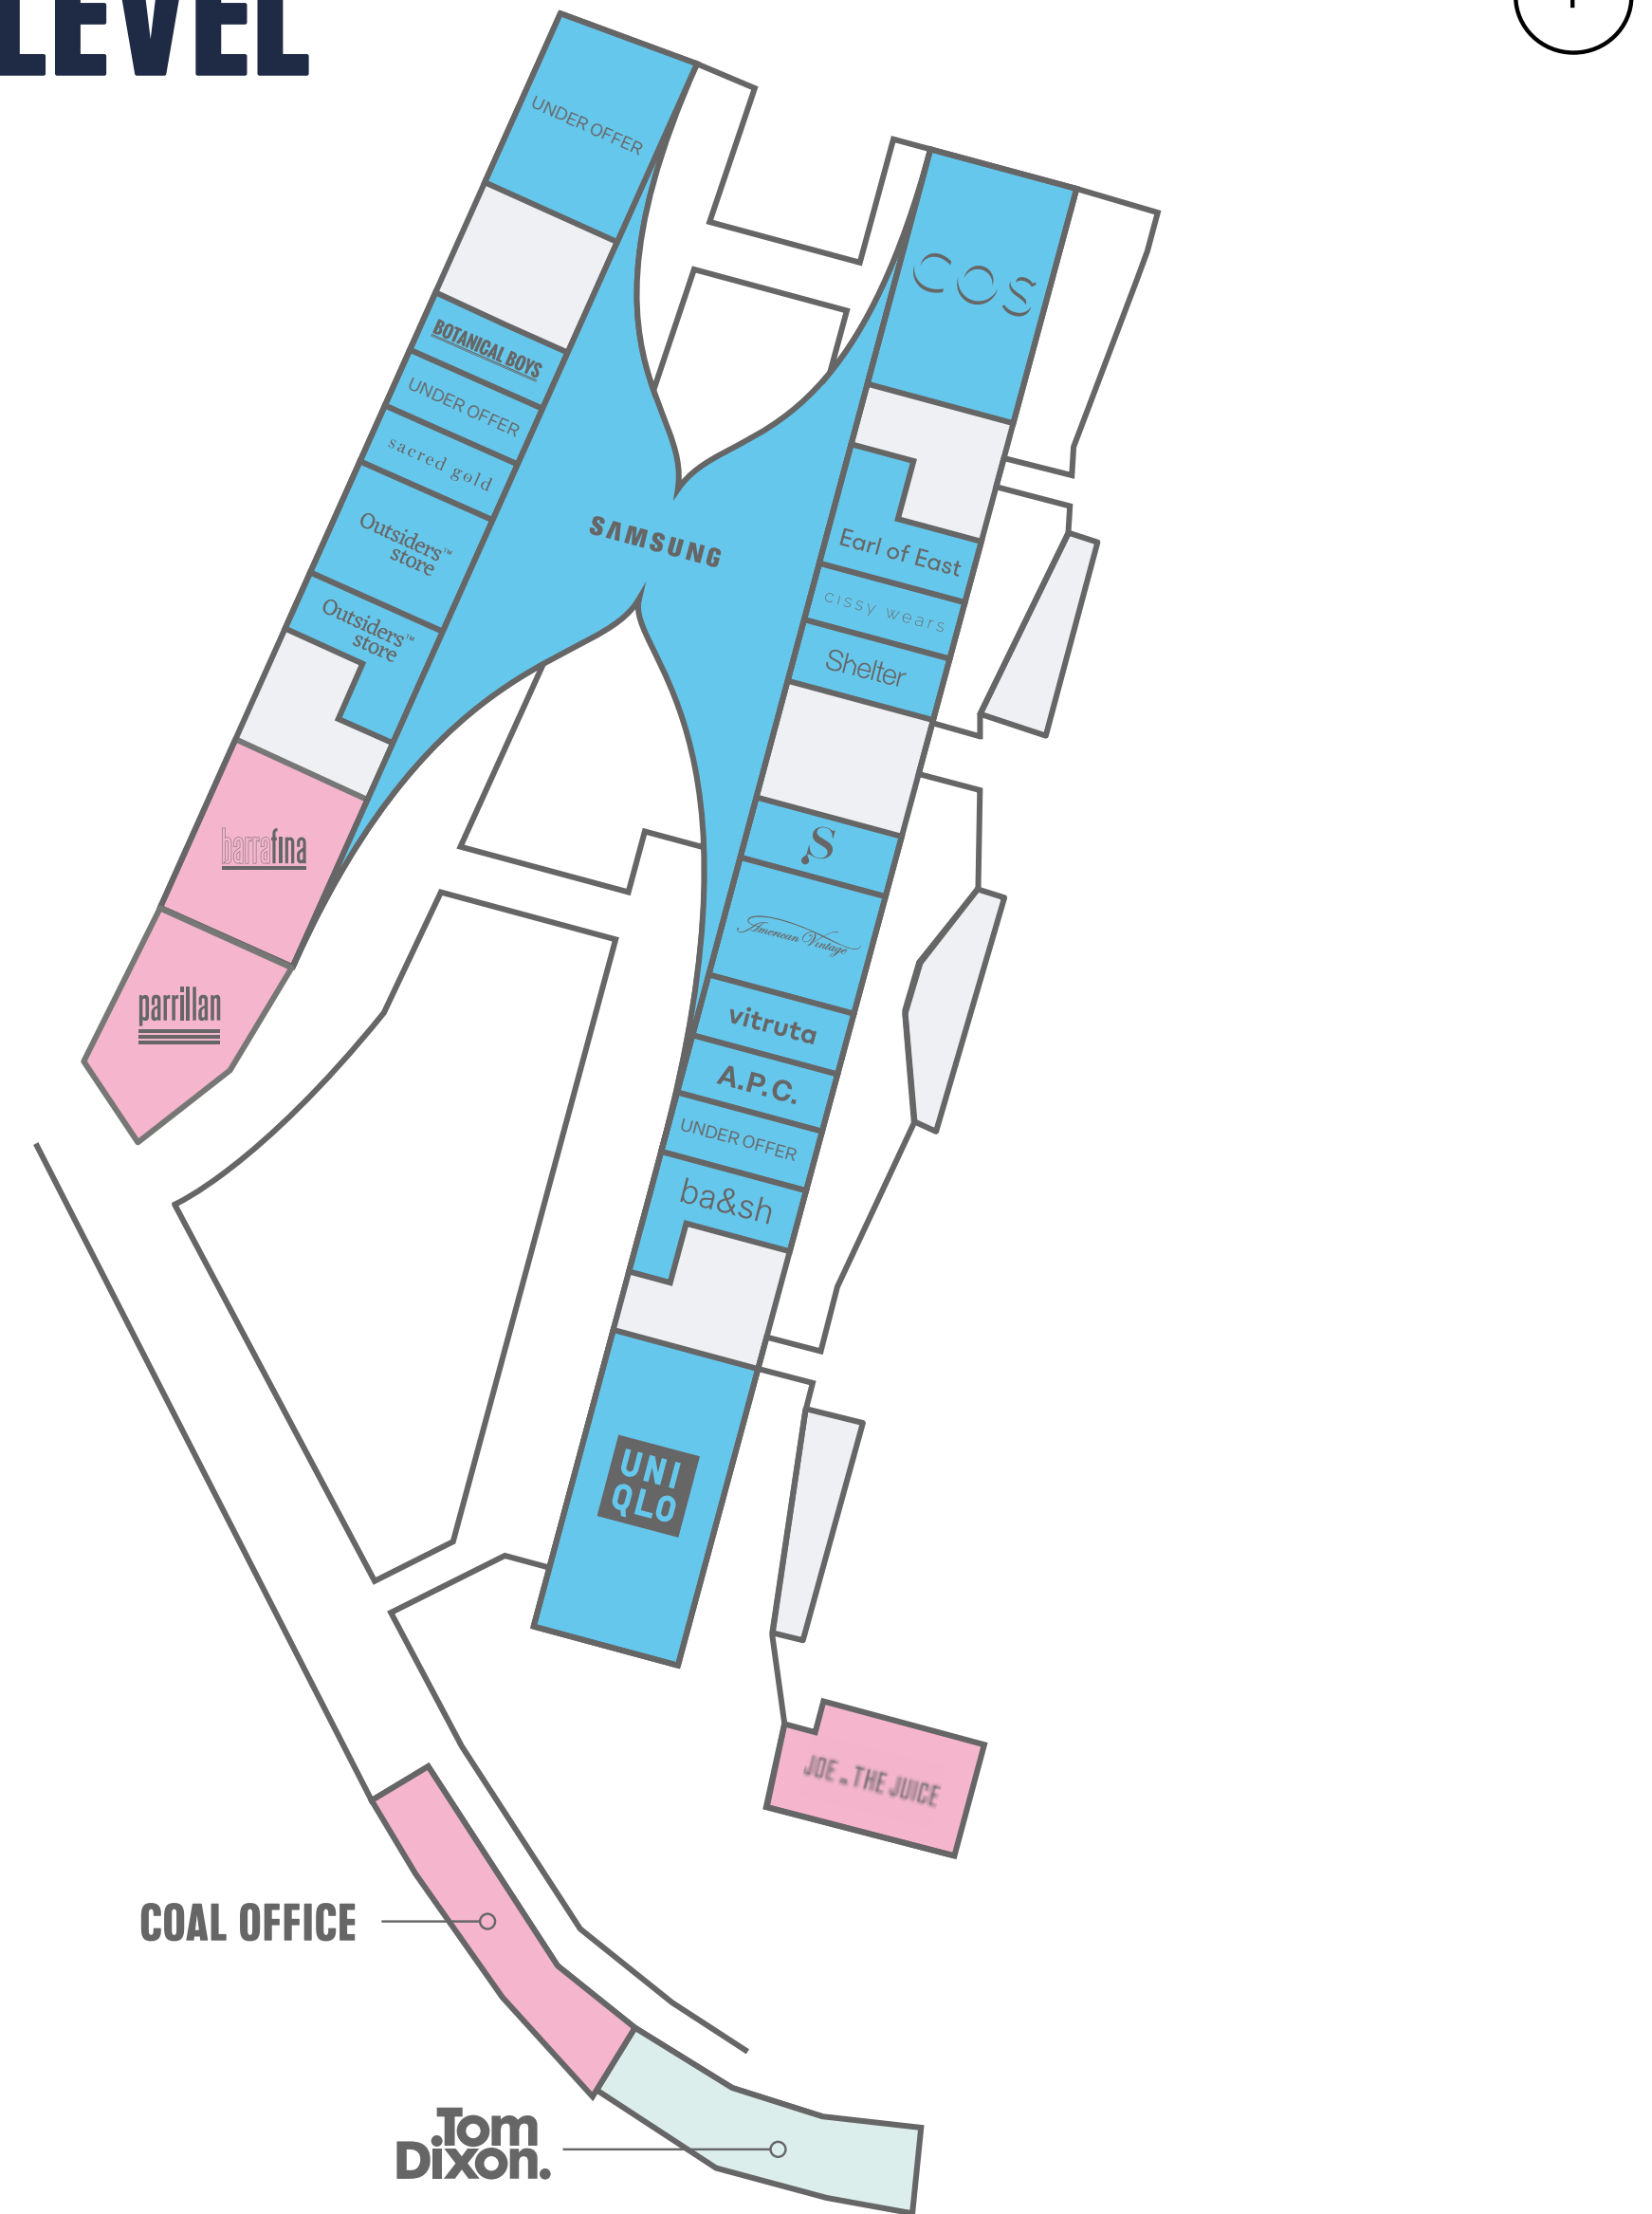 LEVEL
UNDER OFFER
COS
BOTANICAL BOYS
UNDER OFFER
sacred gold
SAMSUNG
Outsiders™
store
Earl of East
cissy wears
Outsiders™
store
Shelter
barrafina
S
American Vintage
parrillan
vitruta
A.P.C.
UNDER OFFER
ba&sh
UNI
QLO
JOE & THE JUICE
COAL OFFICE
Tom
Dixon.